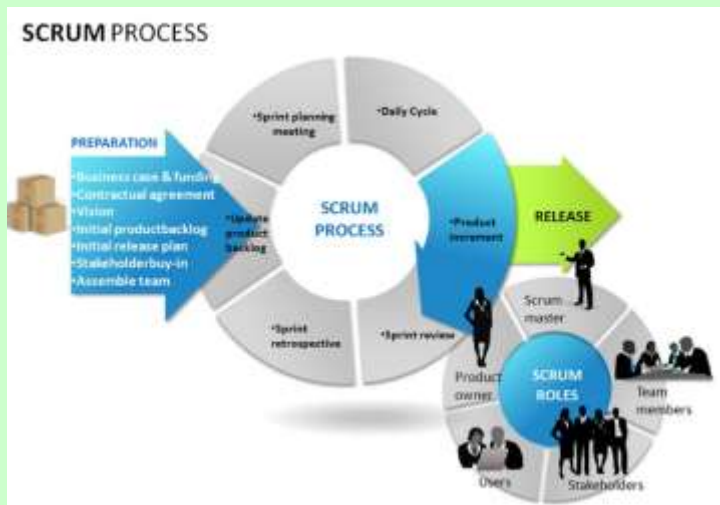 SCRUM PROCESS
PREPARATION
•Business case & funding
•Contractual agreement
•Vision
•Initial productbacklog
•Initial release plan
•Stakeholderbuy-in
•Assemble team
•Sprint planning
meeting
•Daily Cycle
•Product
increment
•Sprint review
•Sprint
retrospective
•Update
product
backlog
SCRUM
PROCESS
RELEASE
Scrum
master
Team
members
Stakeholders
Users
Product
owner
SCRUM
ROLES